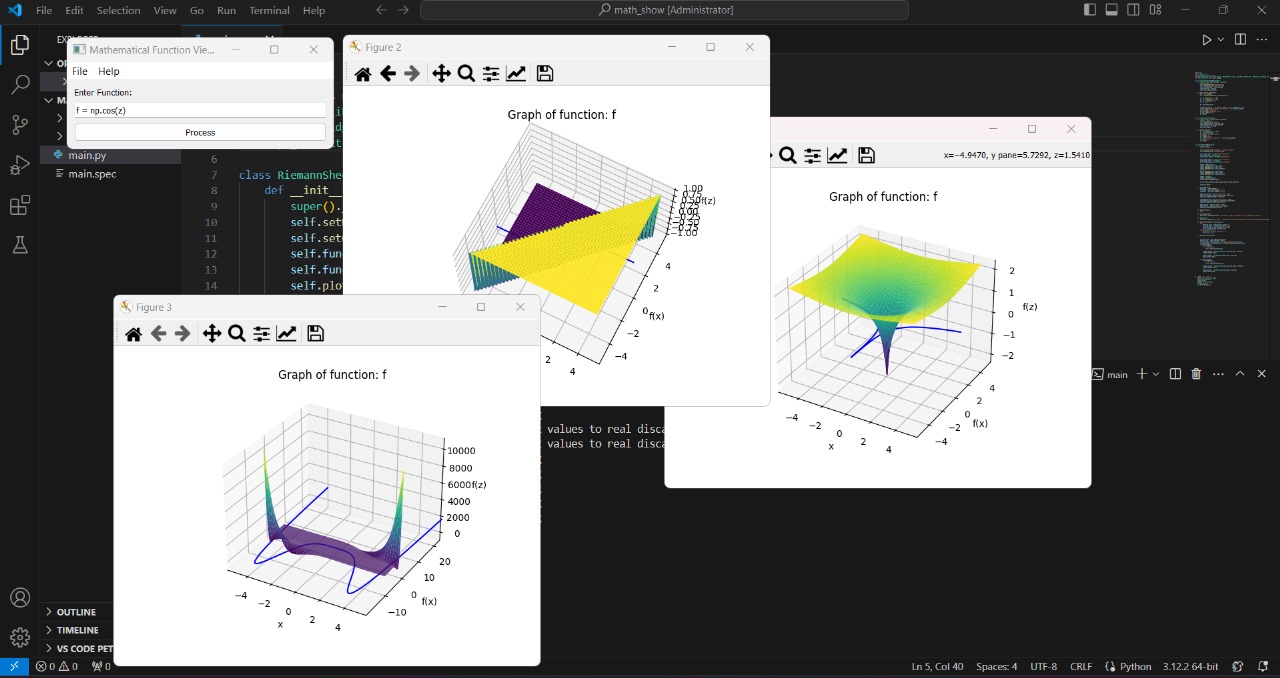 File Edit Selection View Go Run Terminal Help
math_show [Administrator]
Mathematical Function Vie...
File Help
Enter Function:
f = np.cos(z)
Process
main.py
main.spec
6
7 class RiemannShe
8 def __init__
9 super().
10 self.set
11 self.set
12 self.fun
13 self.fun
14 self.plo
Figure 2
Graph of function: f
1.00
0.75
0.50
0.25
0.00
−0.25
−0.50
−0.75
−1.00
f(z)
4
2
0
−2
−4
f(x)
2
4
x=−4.9470, y pane=5.7292, z=1.5410
Graph of function: f
2
1
0
−1
−2
f(z)
4
2
0
−2
−4
f(x)
−4
−2
0
2
4
x
main
values to real disca
values to real disca
Figure 3
Graph of function: f
10000
8000
6000
4000
2000
0
f(z)
20
10
0
−10
f(x)
−4
−2
0
2
4
x
OUTLINE
TIMELINE
VS CODE PET
0 0 0
Ln 5, Col 40 Spaces: 4 UTF-8 CRLF Python 3.12.2 64-bit